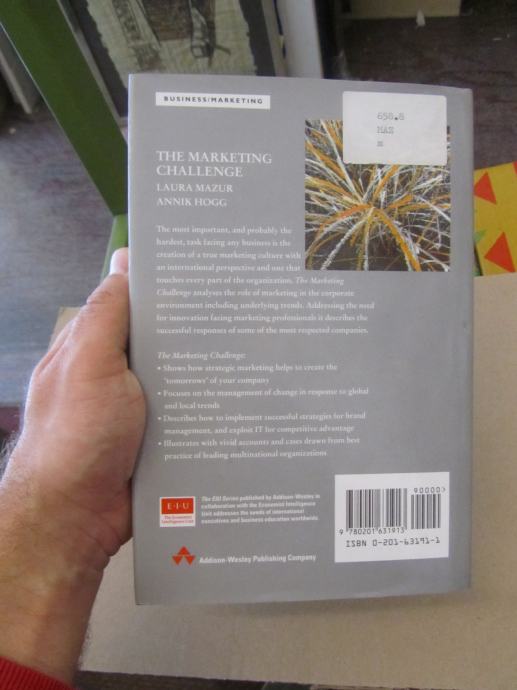 BUSINESS/MARKETING
658.8
MAZ
THE MARKETING
CHALLENGE
LAURA MAZUR
ANNIK HOGG
The most important, and probably the
hardest, task facing any business is the
creation of a true marketing culture with
an international perspective and one that
touches every part of the organization. The Marketing
Challenge analyses the role of marketing in the corporate
environment including underlying trends. Addressing the need
for innovation facing marketing professionals it describes the
successful responses of some of the most respected companies.
The Marketing Challenge:
• Shows how strategic marketing helps to create the
'tomorrows' of your company
• Focuses on the management of change in response to global
and local trends
• Describes how to implement successful strategies for brand
management, and exploit IT for competitive advantage
• Illustrates with vivid accounts and cases drawn from best
practice of leading multinational organizations
E·I·U
The Economist
Intelligence Unit
The EIU Series published by Addison-Wesley in
collaboration with the Economist Intelligence
Unit addresses the needs of international
executives and business education worldwide.
Addison-Wesley Publishing Company
90000>
9 780201 631913
ISBN 0-201-63191-1